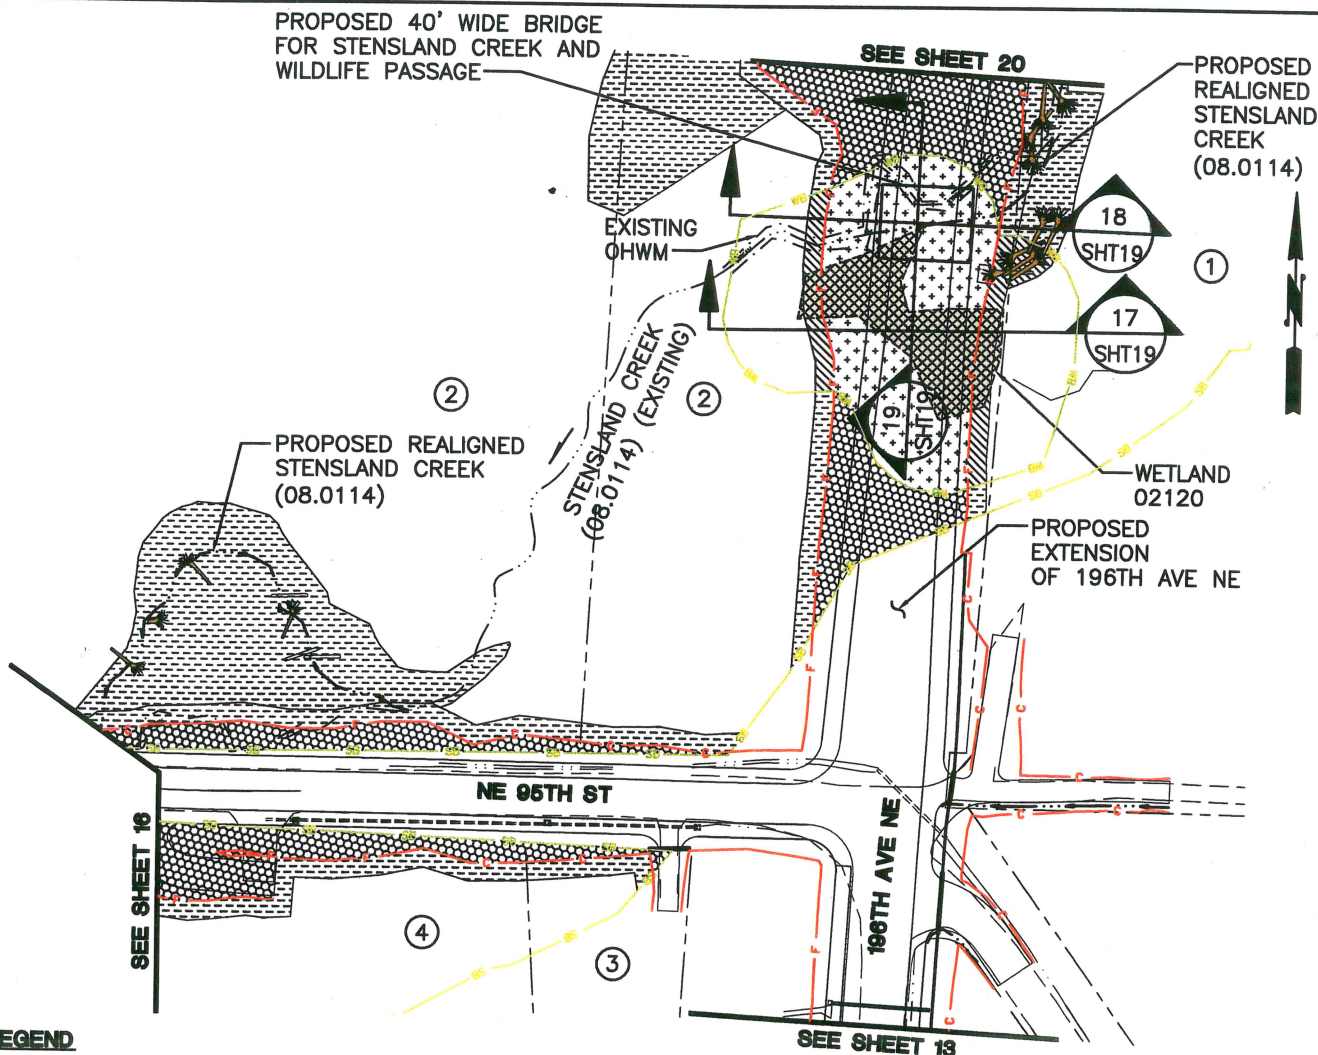 PROPOSED 40' WIDE BRIDGE
FOR STENSLAND CREEK AND
WILDLIFE PASSAGE
SEE SHEET 20
PROPOSED
REALIGNED
STENSLAND
CREEK
(08.0114)
EXISTING
OHWM
18
SHT19
1
17
SHT19
N
STENSLAND CREEK
(08.0114) (EXISTING)
2
2
19
SHT19
PROPOSED REALIGNED
STENSLAND CREEK
(08.0114)
WETLAND
02120
PROPOSED
EXTENSION
OF 196TH AVE NE
NE 95TH ST
SEE SHEET 16
196TH AVE NE
4
3
SEE SHEET 13
EGEND